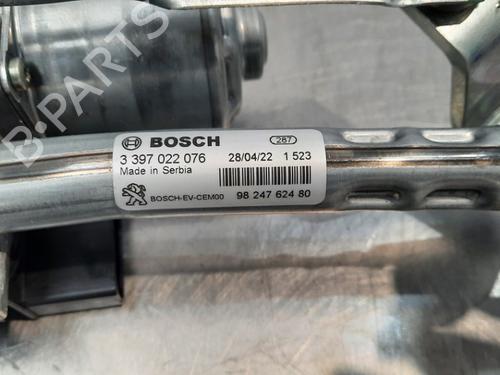 B-PARTS
BOSCH 267
3 397 022 076 28/04/22 1 523
Made in Serbia
BOSCH-EV-CEM00 98 247 624 80